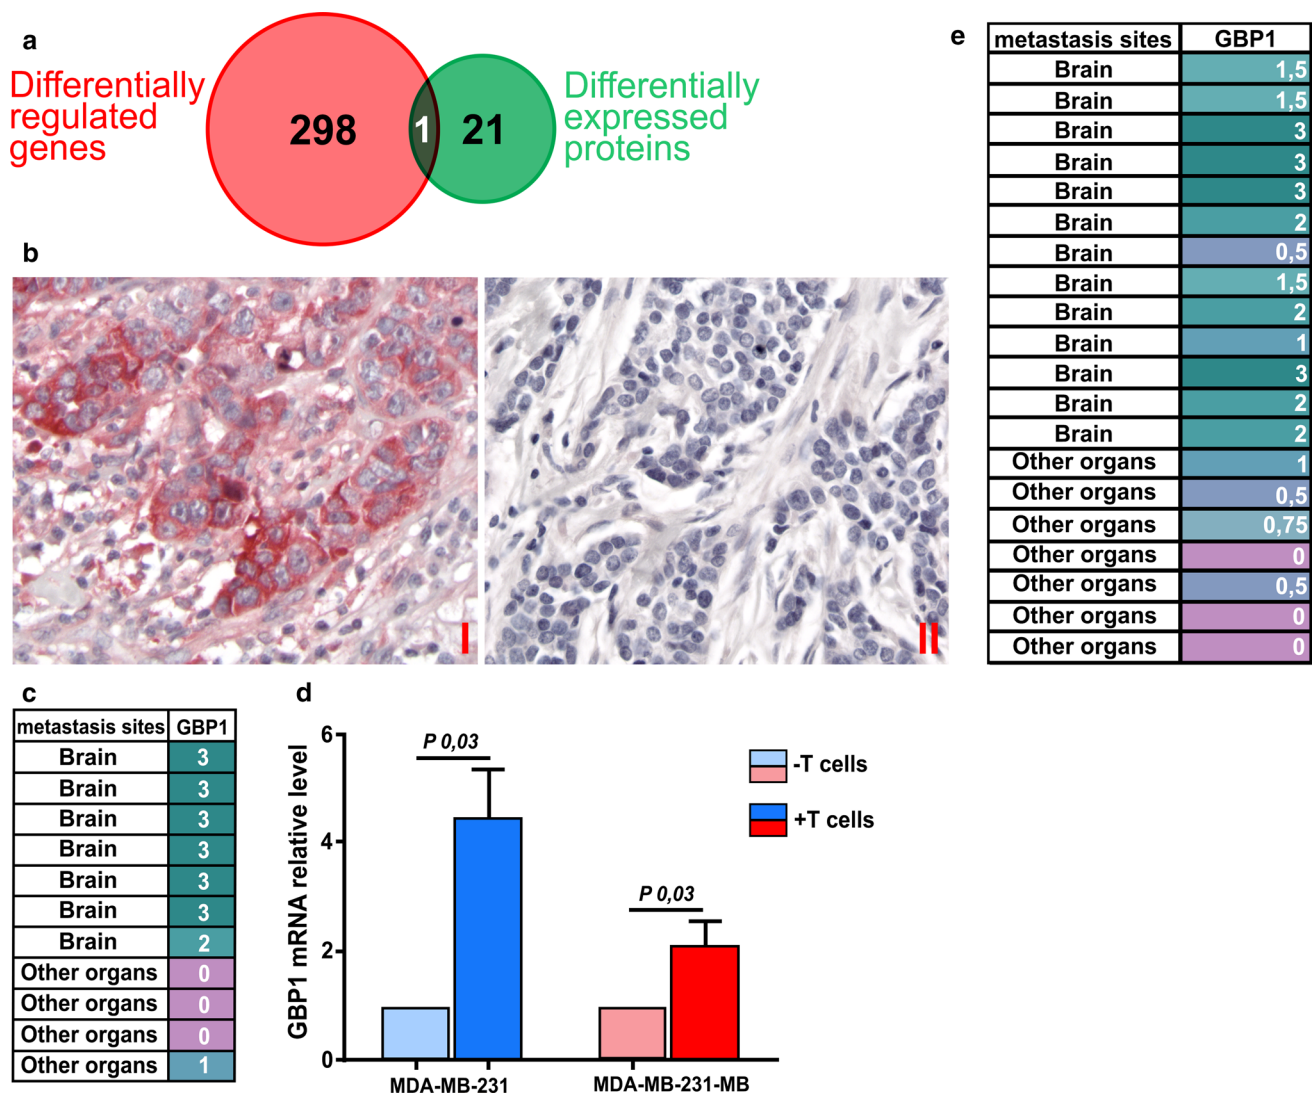 a
Differentially
regulated
genes
298
1
21
Differentially
expressed
proteins
b
I
II
c
metastasis sites GBP1
Brain 3
Brain 3
Brain 3
Brain 3
Brain 3
Brain 3
Brain 2
Other organs 0
Other organs 0
Other organs 0
Other organs 1
d
GBP1 mRNA relative level
6
4
2
0
P 0,03
P 0,03
-T cells
+T cells
MDA-MB-231
MDA-MB-231-MB
e
metastasis sites GBP1
Brain 1,5
Brain 1,5
Brain 3
Brain 3
Brain 3
Brain 2
Brain 0,5
Brain 1,5
Brain 2
Brain 1
Brain 3
Brain 2
Brain 2
Other organs 1
Other organs 0,5
Other organs 0,75
Other organs 0
Other organs 0,5
Other organs 0
Other organs 0